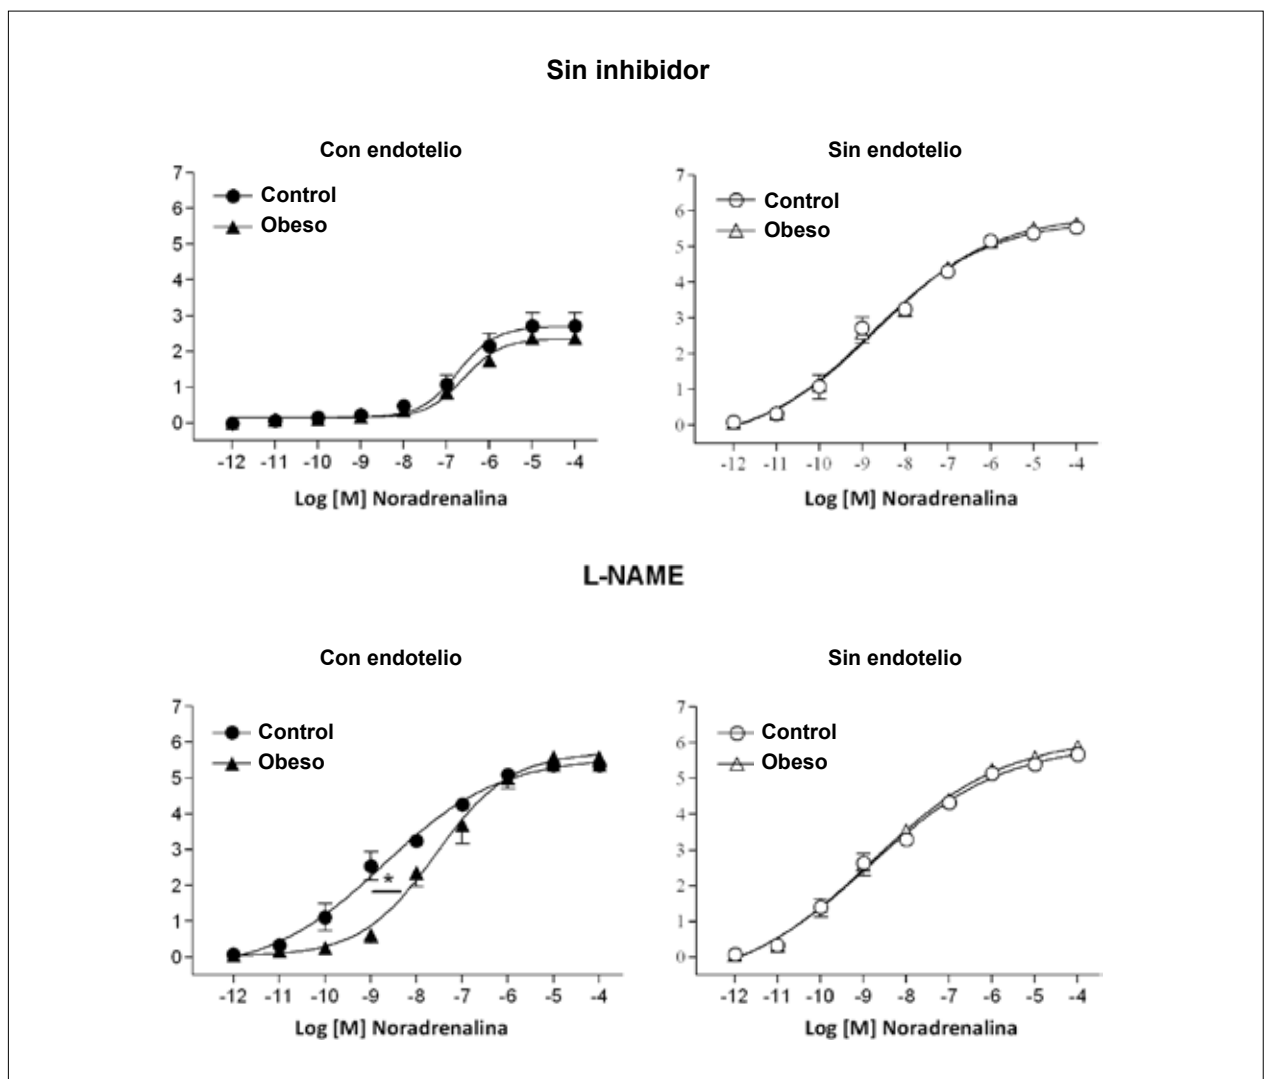 Sin inhibidor
Con endotelio
7
6
5
4
3
2
1
0
Control
Obeso
-12 -11 -10 -9 -8 -7 -6 -5 -4
Log [M] Noradrenalina
Sin endotelio
7
6
5
4
3
2
1
0
Control
Obeso
-12 -11 -10 -9 -8 -7 -6 -5 -4
Log [M] Noradrenalina
L-NAME
Con endotelio
7
6
5
4
3
2
1
0
Control
Obeso
*
-12 -11 -10 -9 -8 -7 -6 -5 -4
Log [M] Noradrenalina
Sin endotelio
7
6
5
4
3
2
1
0
Control
Obeso
-12 -11 -10 -9 -8 -7 -6 -5 -4
Log [M] Noradrenalina